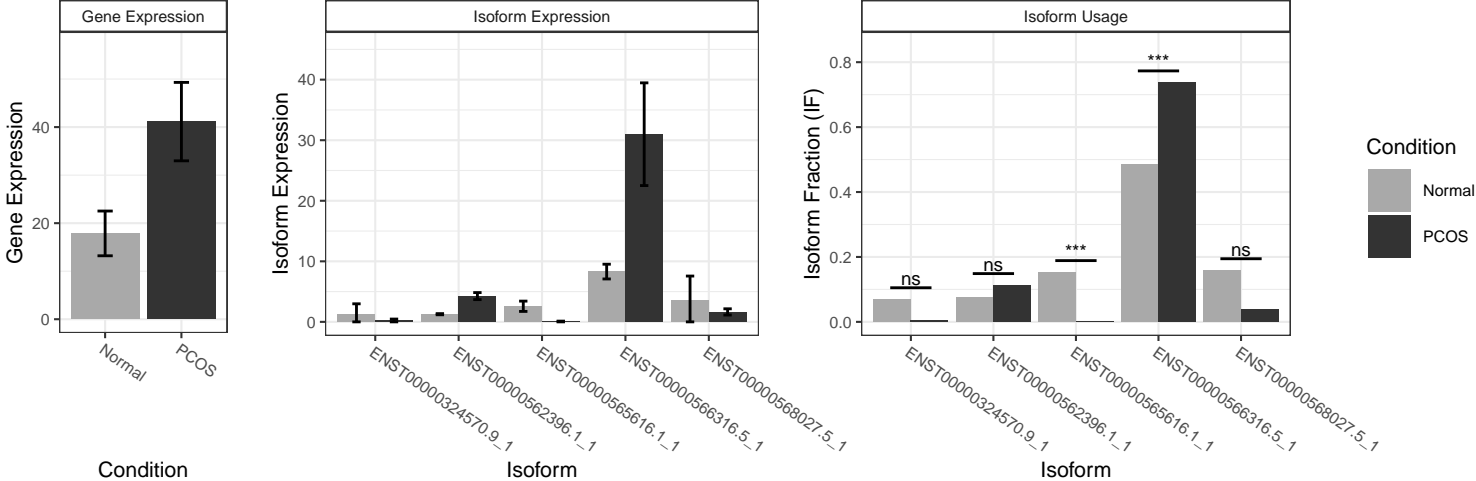 Gene Expression
Gene Expression
40
20
0
Normal
PCOS
Condition
Isoform Expression
Isoform Expression
40
30
20
10
0
ENST00000324570.9_1
ENST00000562396.1_1
ENST00000565616.1_1
ENST00000566316.5_1
ENST00000568027.5_1
Isoform
Isoform Usage
Isoform Fraction (IF)
0.8
0.6
0.4
0.2
0.0
ns
ns
***
***
ns
ENST00000324570.9_1
ENST00000562396.1_1
ENST00000565616.1_1
ENST00000566316.5_1
ENST00000568027.5_1
Isoform
Condition
Normal
PCOS